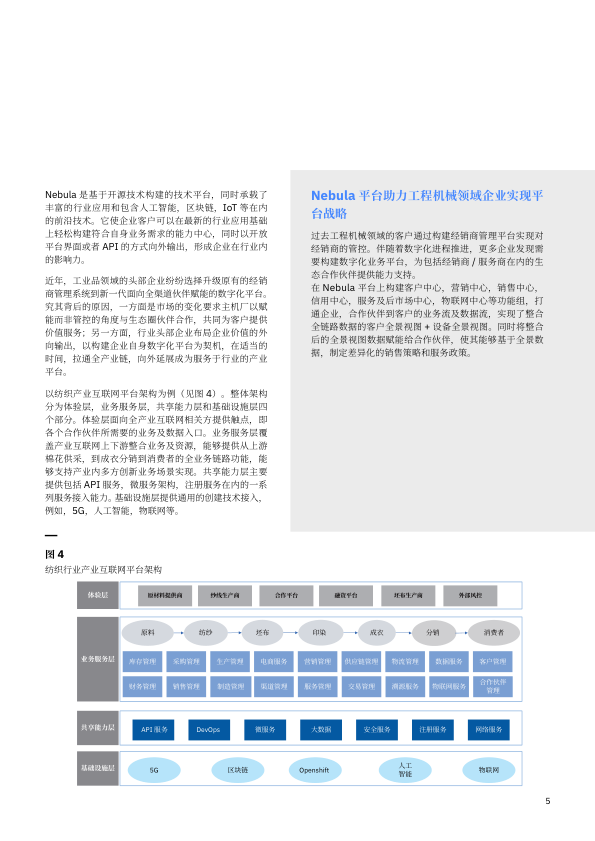 Nebula 是基于开源技术构建的技术平台，同时承载了
丰富的行业应用和包含人工智能，区块链，IoT 等在内
的前沿技术。它使企业客户可以在最新的行业应用基础
上轻松构建符合自身业务需求的能力中心，同时以开放
平台界面或者 API 的方式向外输出，形成企业在行业内
的影响力。
近年，工业品领域的头部企业纷纷选择升级原有的经销
商管理系统到新一代面向全渠道伙伴赋能的数字化平台。
究其背后的原因，一方面是市场的变化要求主机厂以赋
能而非管控的角度与生态圈伙伴合作，共同为客户提供
价值服务；另一方面，行业头部企业布局企业价值的外
向输出，以构建企业自身数字化平台为契机，在适当的
时间，拉通全产业链，向外延展成为服务于行业的产业
平台。
以纺织产业互联网平台架构为例（见图 4）。整体架构
分为体验层，业务服务层，共享能力层和基础设施层四
个部分。体验层面向全产业互联网相关方提供触点，即
各个合作伙伴所需要的业务及数据入口。业务服务层覆
盖产业互联网上下游整合业务及资源，能够提供从上游
棉花供采，到成衣分销到消费者的全业务链路功能，能
够支持产业内多方创新业务场景实现。共享能力层主要
提供包括 API 服务，微服务架构，注册服务在内的一系
列服务接入能力。基础设施层提供通用的创建技术接入，
例如，5G，人工智能，物联网等。
Nebula 平台助力工程机械领域企业实现平
台战略
过去工程机械领域的客户通过构建经销商管理平台实现对
经销商的管控。伴随着数字化进程推进，更多企业发现需
要构建数字化业务平台，为包括经销商 / 服务商在内的生
态合作伙伴提供能力支持。
在 Nebula 平台上构建客户中心，营销中心，销售中心，
信用中心，服务及后市场中心，物联网中心等功能组，打
通企业，合作伙伴到客户的业务流及数据流，实现了整合
全链路数据的客户全景视图 + 设备全景视图。同时将整合
后的全景视图数据赋能给合作伙伴，使其能够基于全景数
据，制定差异化的销售策略和服务政策。
图 4
纺织行业产业互联网平台架构
体验层 原材料提供商 纱线生产商 合作平台 融资平台 坯布生产商 外部风控
原料 纺纱 坯布 印染 成衣 分销 消费者
业务服务层 库存管理 采购管理 生产管理 电商服务 营销管理 供应链管理 物流管理 数据服务 客户管理
财务管理 销售管理 制造管理 渠道管理 服务管理 交易管理 溯源服务 物联网服务 合作伙伴
管理
共享能力层 API 服务 DevOps 微服务 大数据 安全服务 注册服务 网络服务
基础设施层 5G 区块链 Openshift 人工
智能 物联网
5